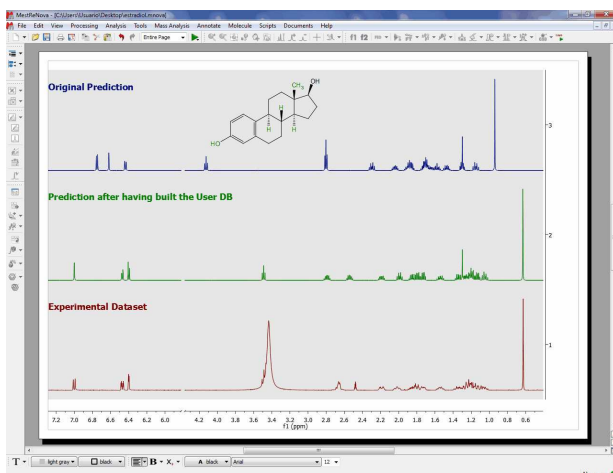 MestReNova - [C:\Users\Usuario\Desktop\estradiol.mnova]
File Edit View Processing Analysis Tools Mass Analysis Annotate Molecule Scripts Documents Help
Entire Page
f1 f2
Original Prediction
CH3
OH
H
H
H
HO
3
Prediction after having built the User DB
2
Experimental Dataset
1
7.2 7.0 6.8 6.6 6.4 6.2 6.0 4.2 4.0 3.8 3.6 3.4 3.2 3.0 2.8 2.6 2.4 2.2 2.0 1.8 1.6 1.4 1.2 1.0 0.8 0.6
f1 (ppm)
T light gray black B X A black Arial 12